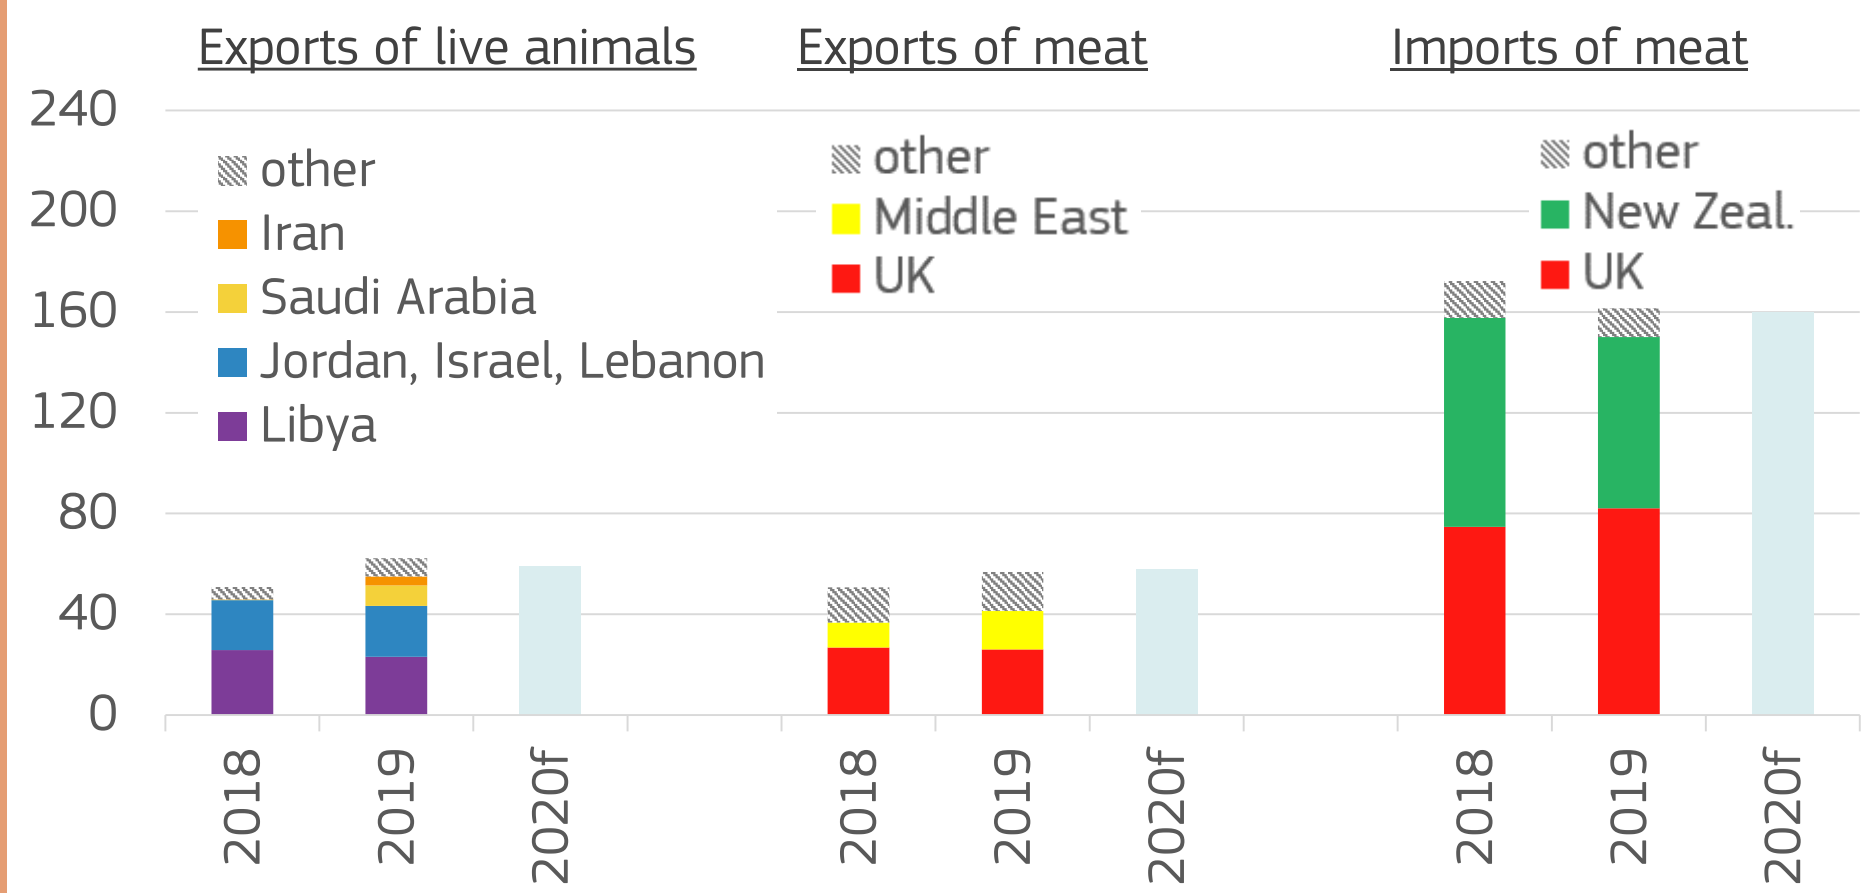 Exports of live animals
Exports of meat
Imports of meat
240
200
160
120
80
40
0
other
Iran
Saudi Arabia
Jordan, Israel, Lebanon
Libya
other
Middle East
UK
other
New Zeal.
UK
2018
2019
2020f
2018
2019
2020f
2018
2019
2020f